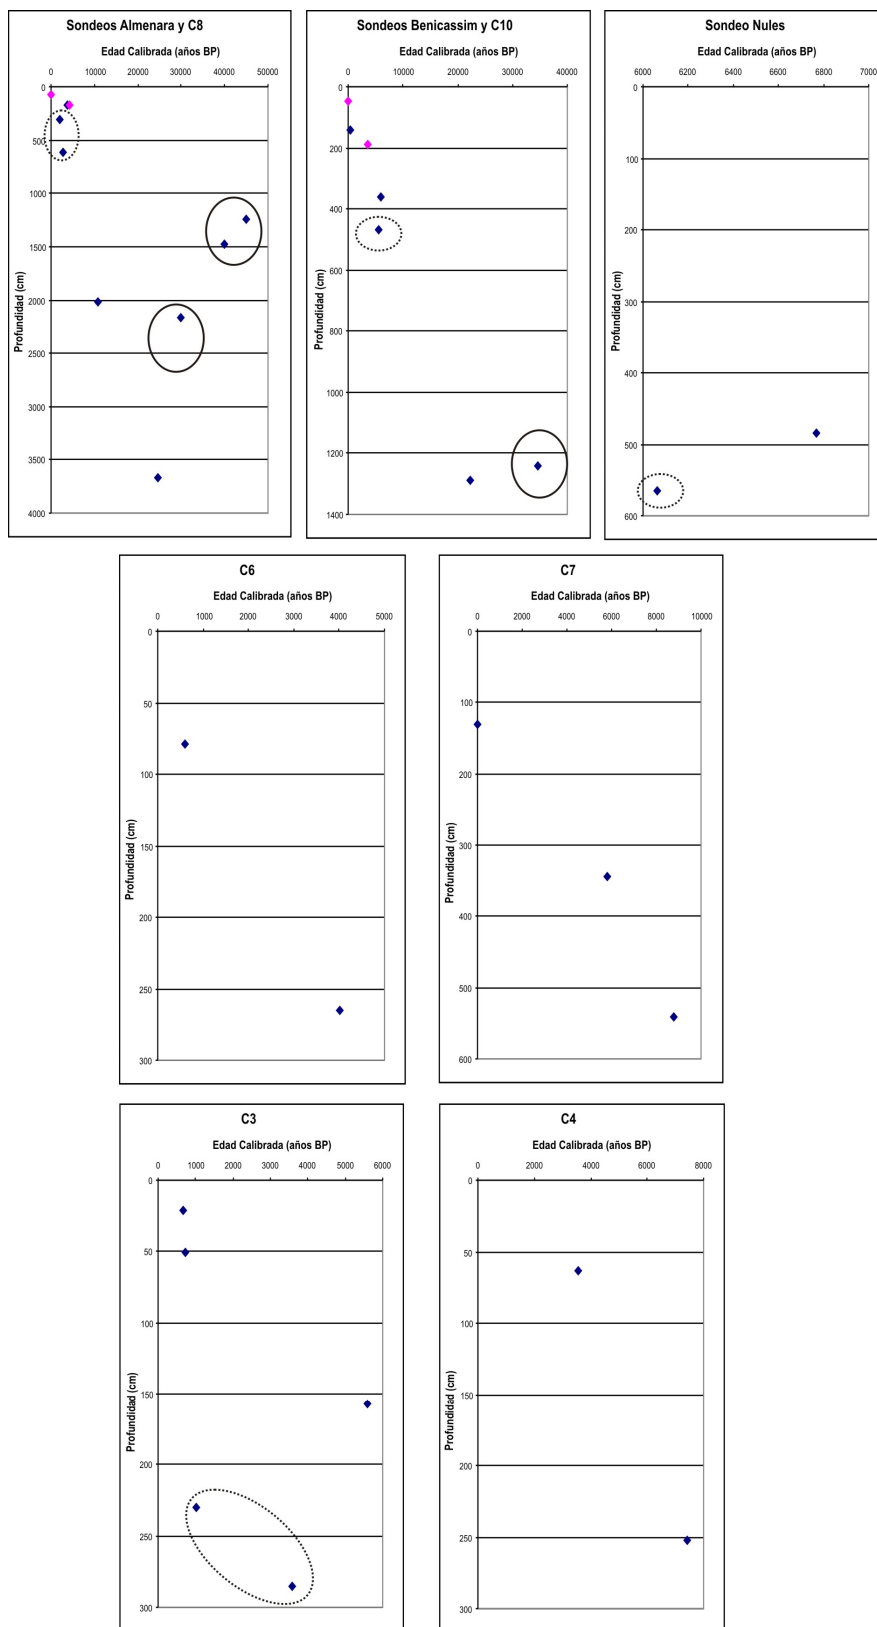 Sondeos Almenara y C8
Edad Calibrada (años BP)
0 10000 20000 30000 40000 50000
0
500
1000
1500
2000
2500
3000
3500
4000
Profundidad (cm)
Sondeos Benicassim y C10
Edad Calibrada (años BP)
0 10000 20000 30000 40000
0
200
400
600
800
1000
1200
1400
Profundidad (cm)
Sondeo Nules
Edad Calibrada (años BP)
6000 6200 6400 6600 6800 7000
0
100
200
300
400
500
600
Profundidad (cm)
C6
Edad Calibrada (años BP)
0 1000 2000 3000 4000 5000
0
50
100
150
200
250
300
Profundidad (cm)
C7
Edad Calibrada (años BP)
0 2000 4000 6000 8000 10000
0
100
200
300
400
500
600
Profundidad (cm)
C3
Edad Calibrada (años BP)
0 1000 2000 3000 4000 5000 6000
0
50
100
150
200
250
300
Profundidad (cm)
C4
Edad Calibrada (años BP)
0 2000 4000 6000 8000
0
50
100
150
200
250
300
Profundidad (cm)